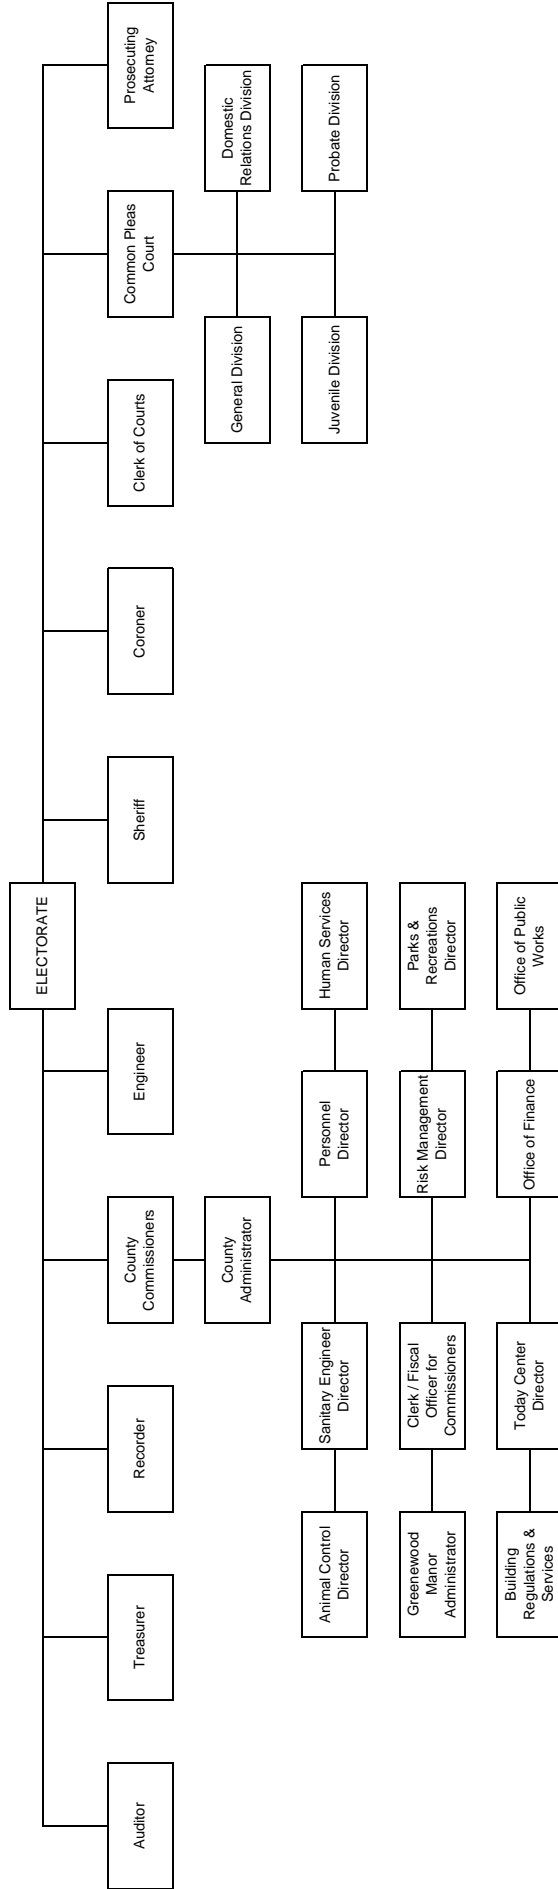 ELECTORATE
Auditor
Treasurer
Recorder
County
Commissioners
Engineer
Sheriff
Coroner
Clerk of Courts
Common Pleas
Court
Prosecuting
Attorney
County
Administrator
General Division
Domestic
Relations Division
Animal Control
Director
Sanitary Engineer
Director
Personnel
Director
Human Services
Director
Juvenile Division
Probate Division
Greenewood
Manor
Administrator
Clerk / Fiscal
Officer for
Commissioners
Risk Management
Director
Parks &
Recreations
Director
Building
Regulations &
Services
Today Center
Director
Office of Finance
Office of Public
Works